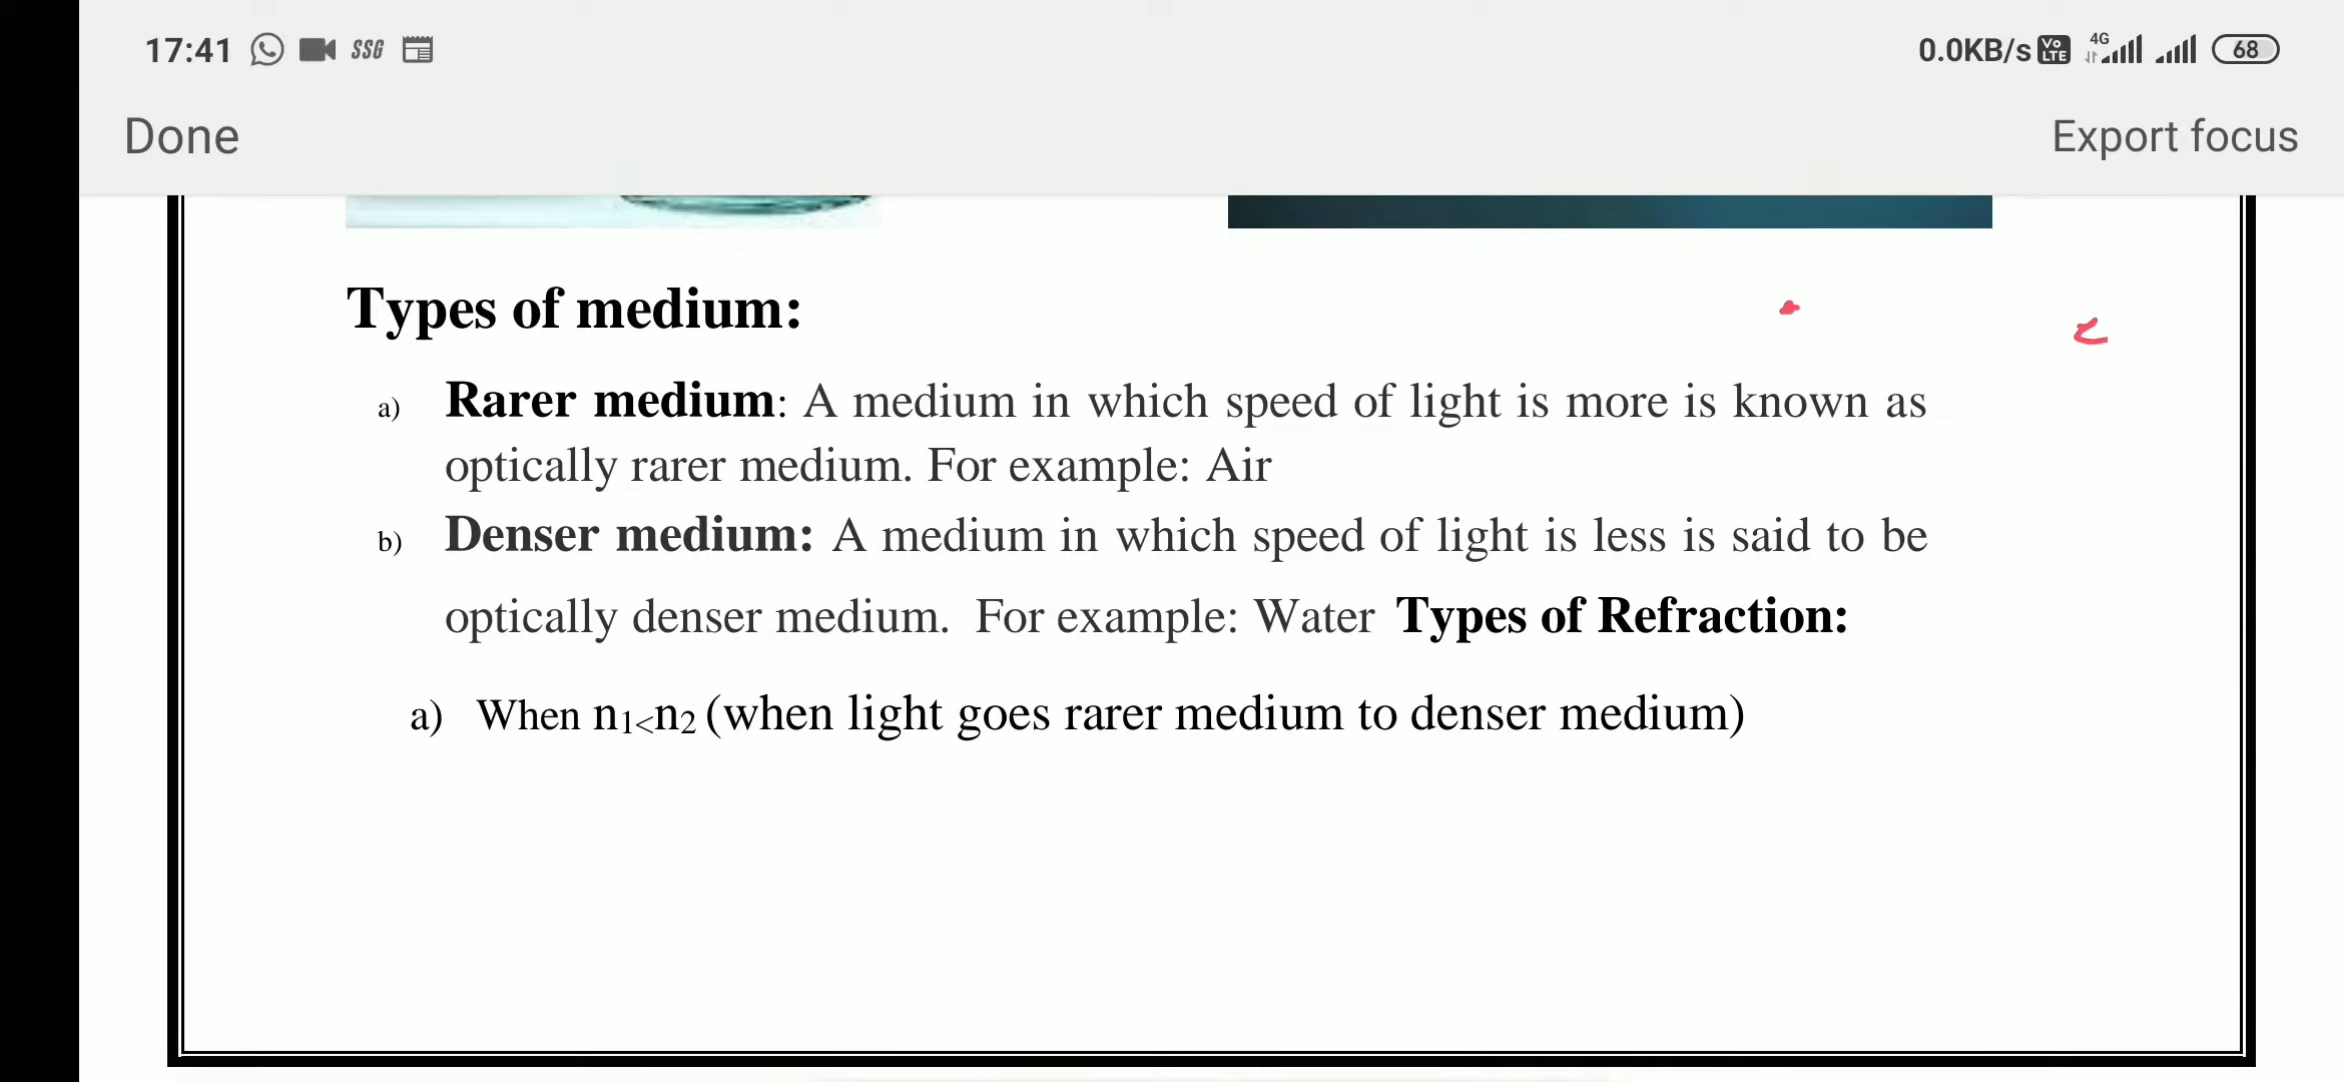 17:41 SSG 0.0KB/s Vo LTE 4G 68
Done Export focus
Types of medium:
a) Rarer medium: A medium in which speed of light is more is known as
optically rarer medium. For example: Air
b) Denser medium: A medium in which speed of light is less is said to be
optically denser medium. For example: Water Types of Refraction:
a) When n₁<n₂ (when light goes rarer medium to denser medium)